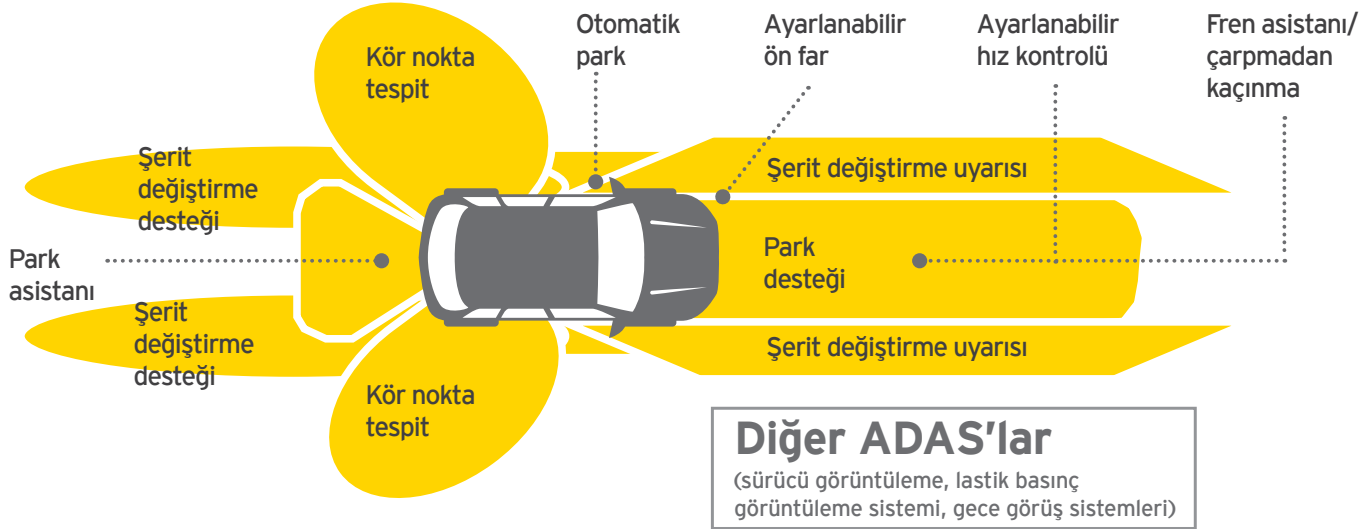 Kör nokta
tespit
Otomatik
park
Ayarlanabilir
ön far
Ayarlanabilir
hız kontrolü
Fren asistanı/
çarpmadan
kaçınma
Şerit
değiştirme
desteği
Şerit değiştirme uyarısı
Park
asistanı
Park
desteği
Şerit
değiştirme
desteği
Şerit değiştirme uyarısı
Kör nokta
tespit
Diğer ADAS'lar
(sürücü görüntüleme, lastik basınç
görüntüleme sistemi, gece görüş sistemleri)